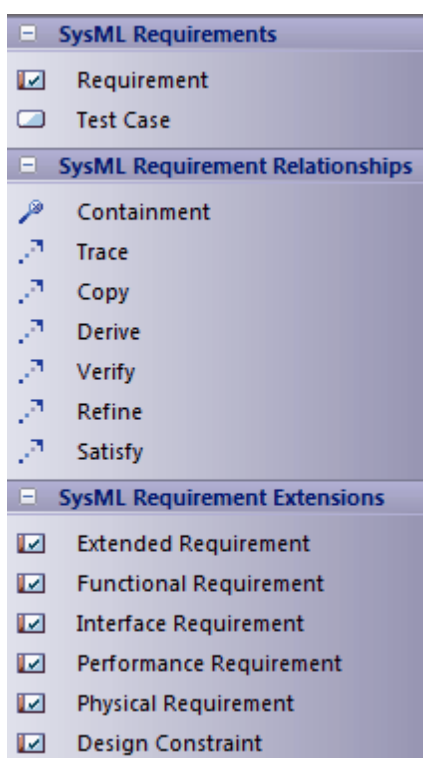 SysML Requirements
Requirement
Test Case
SysML Requirement Relationships
Containment
Trace
Copy
Derive
Verify
Refine
Satisfy
SysML Requirement Extensions
Extended Requirement
Functional Requirement
Interface Requirement
Performance Requirement
Physical Requirement
Design Constraint